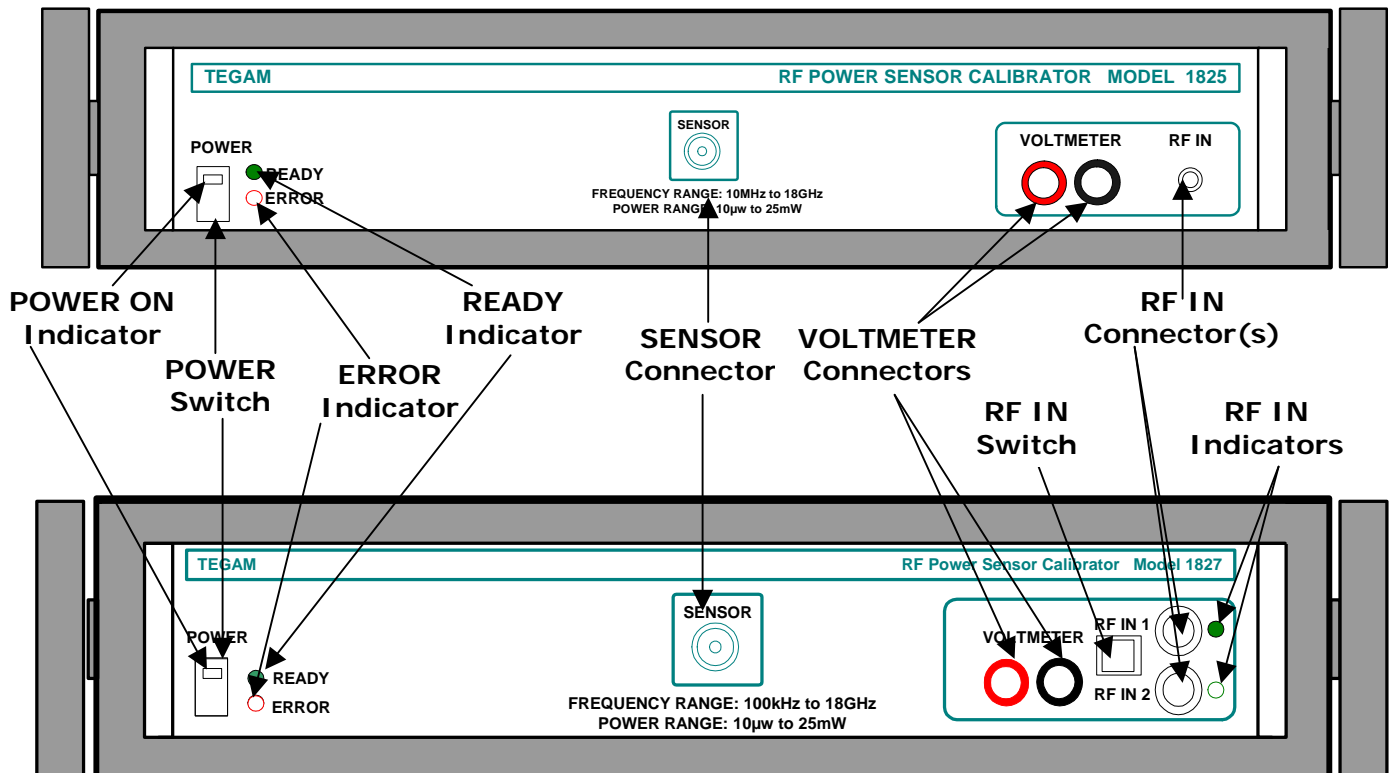 TEGAM
RF POWER SENSOR CALIBRATOR MODEL 1825
SENSOR
POWER
VOLTMETER
RF IN
READY
ERROR
FREQUENCY RANGE: 10MHz to 18GHz
POWER RANGE: 10µw to 25mW
POWER ON
Indicator
READY
Indicator
RF IN
Connector(s)
SENSOR
Connector
VOLTMETER
Connectors
POWER
Switch
ERROR
Indicator
RF IN
Switch
RF IN
Indicators
TEGAM
RF Power Sensor Calibrator Model 1827
SENSOR
POWER
VOLTMETER
RF IN 1
READY
RF IN 2
ERROR
FREQUENCY RANGE: 100kHz to 18GHz
POWER RANGE: 10µw to 25mW